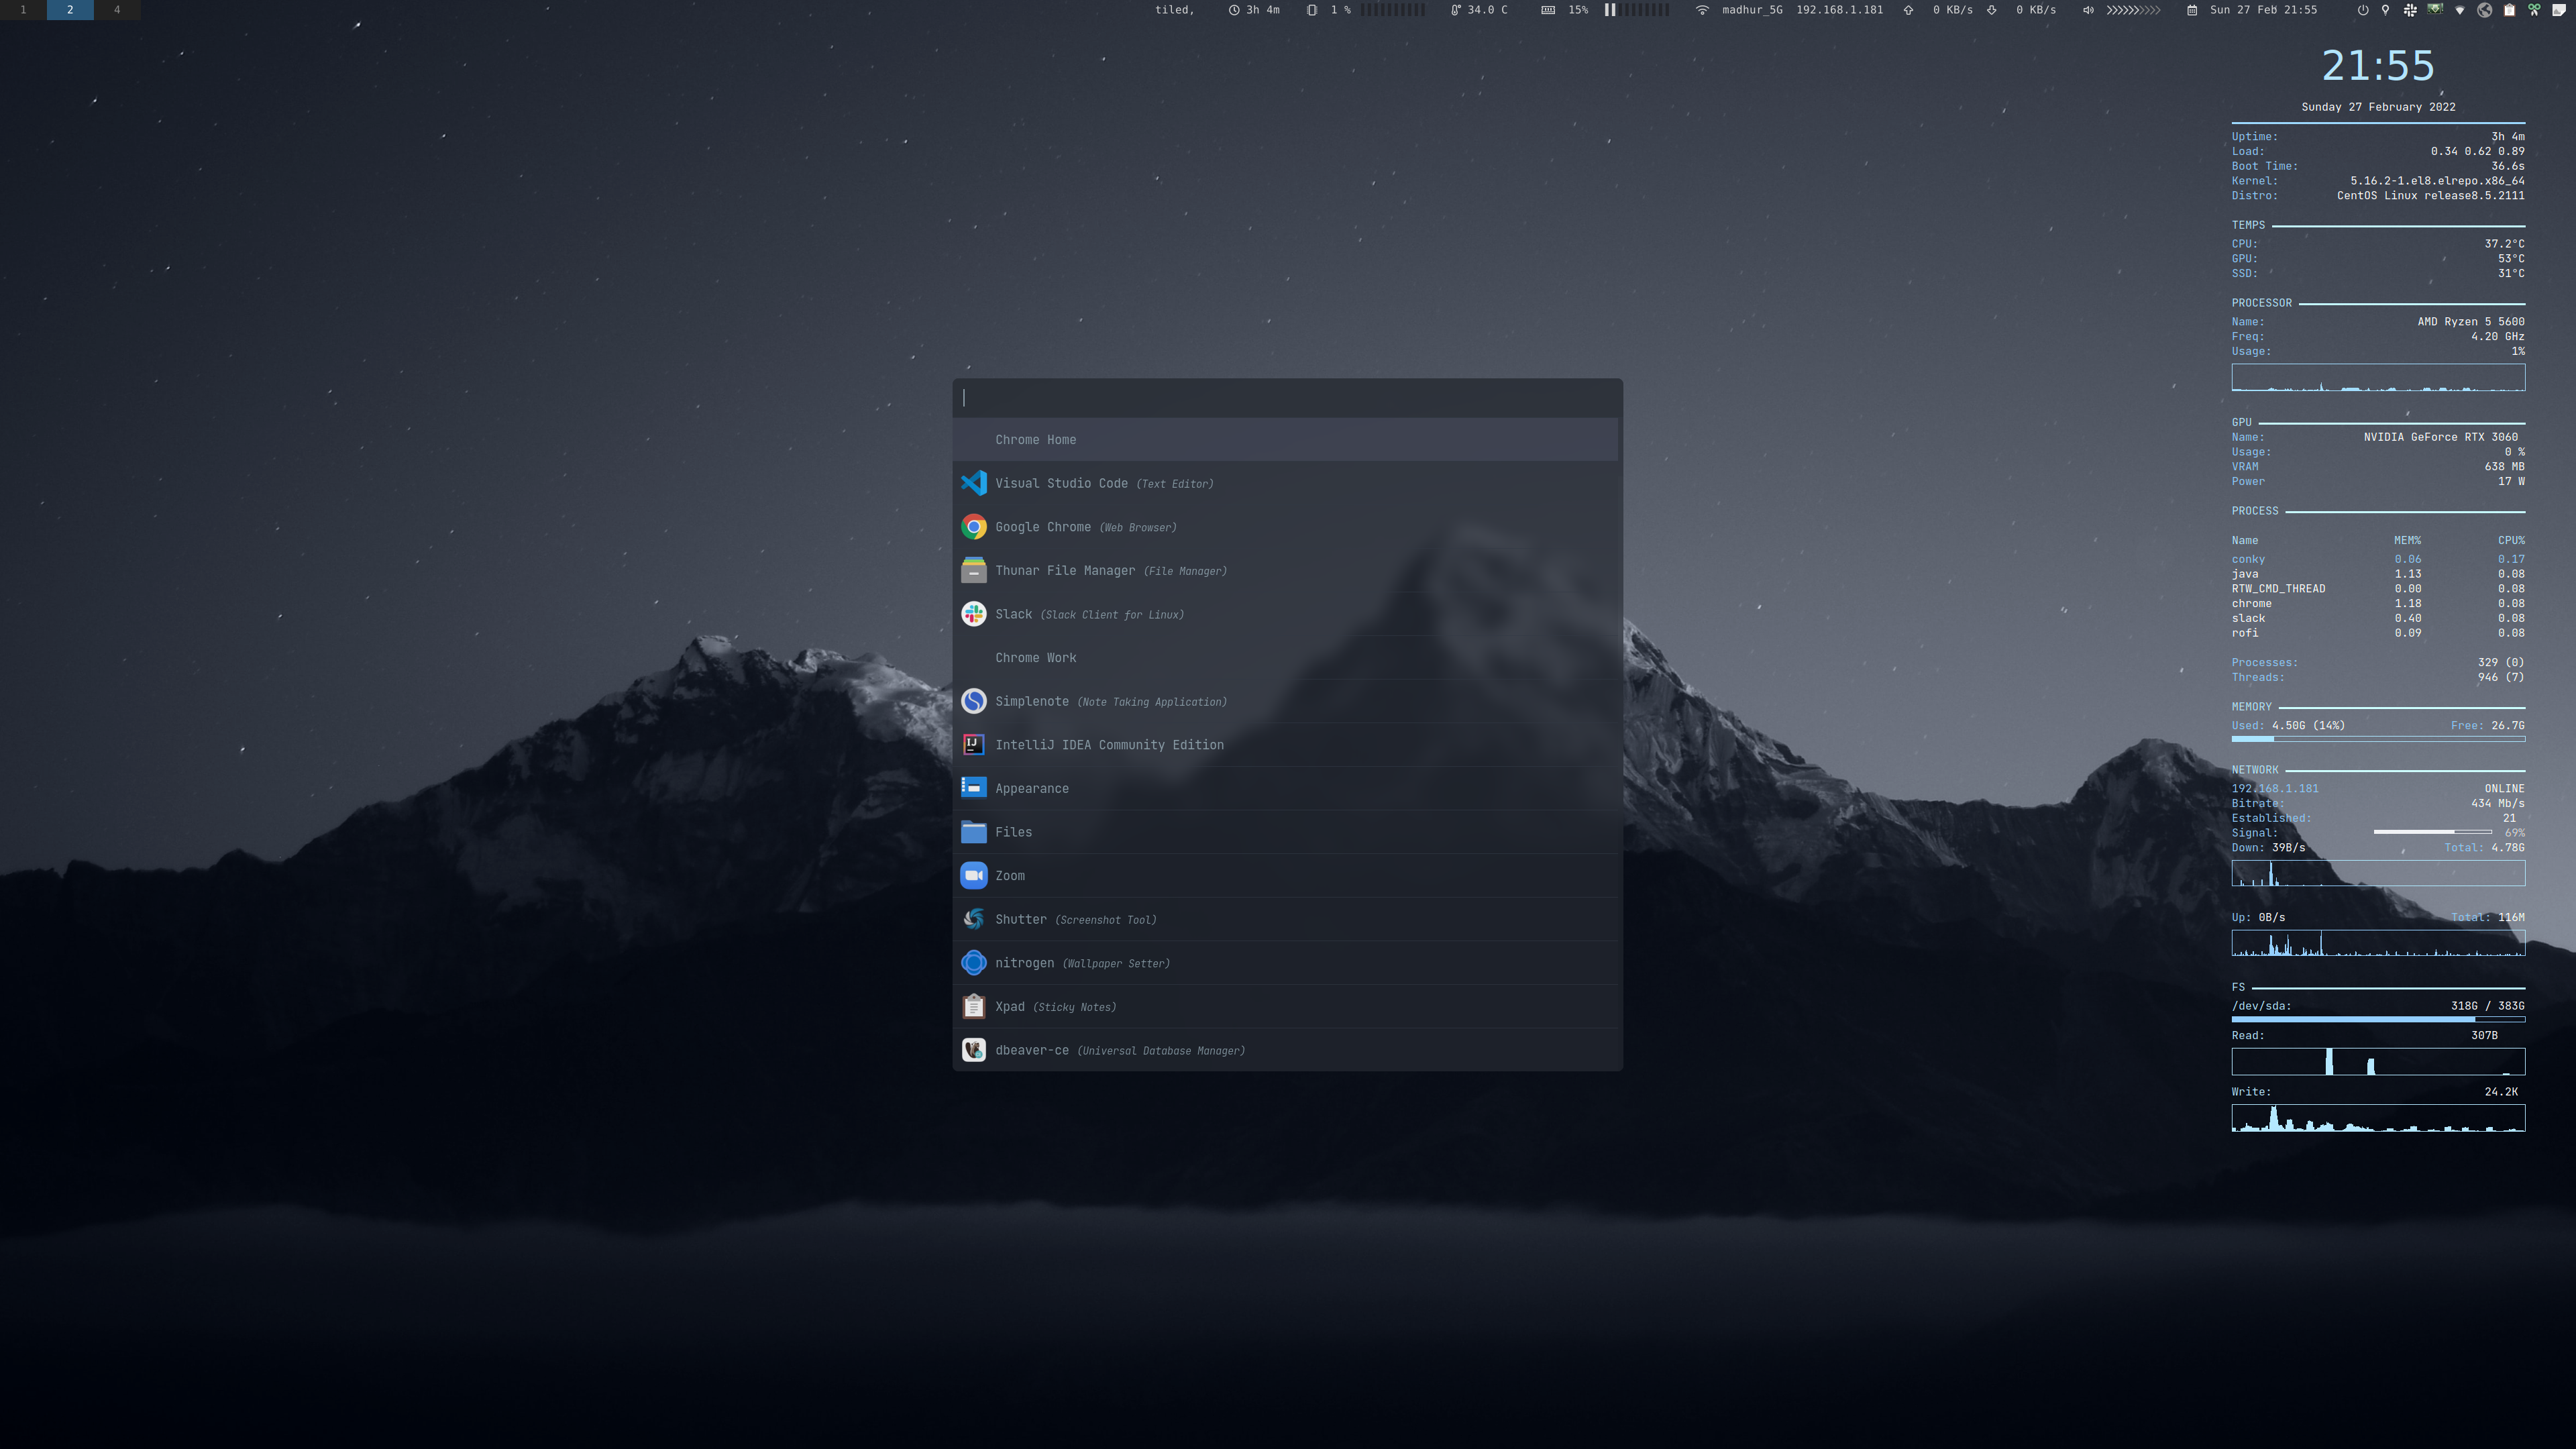 1 2 4 tiled, 3h 4m 1 % 34.0 C 15% madhur_5G 192.168.1.181 0 KB/s 0 KB/s Sun 27 Feb 21:55
21:55
Sunday 27 February 2022
Uptime: 3h 4m
Load: 0.34 0.62 0.89
Boot Time: 36.6s
Kernel: 5.16.2-1.el8.elrepo.x86_64
Distro: CentOS Linux release8.5.2111
TEMPS
CPU: 37.2°C
GPU: 53°C
SSD: 31°C
PROCESSOR
Name: AMD Ryzen 5 5600
Freq: 4.20 GHz
Usage: 1%
GPU
Name: NVIDIA GeForce RTX 3060
Usage: 0 %
VRAM 638 MB
Power 17 W
PROCESS
Name MEM% CPU%
conky 0.06 0.17
java 1.13 0.08
RTW_CMD_THREAD 0.00 0.08
chrome 1.18 0.08
slack 0.40 0.08
rofi 0.09 0.08
Processes: 329 (0)
Threads: 946 (7)
MEMORY
Used: 4.50G (14%) Free: 26.7G
NETWORK
192.168.1.181 ONLINE
Bitrate: 434 Mb/s
Established: 21
Signal: 69%
Down: 39B/s Total: 4.78G
Up: 0B/s Total: 116M
FS
/dev/sda: 318G / 383G
Read: 307B
Write: 24.2K
Chrome Home
Visual Studio Code (Text Editor)
Google Chrome (Web Browser)
Thunar File Manager (File Manager)
Slack (Slack Client for Linux)
Chrome Work
Simplenote (Note Taking Application)
IJ IntelliJ IDEA Community Edition
Appearance
Files
Zoom
Shutter (Screenshot Tool)
nitrogen (Wallpaper Setter)
Xpad (Sticky Notes)
dbeaver-ce (Universal Database Manager)